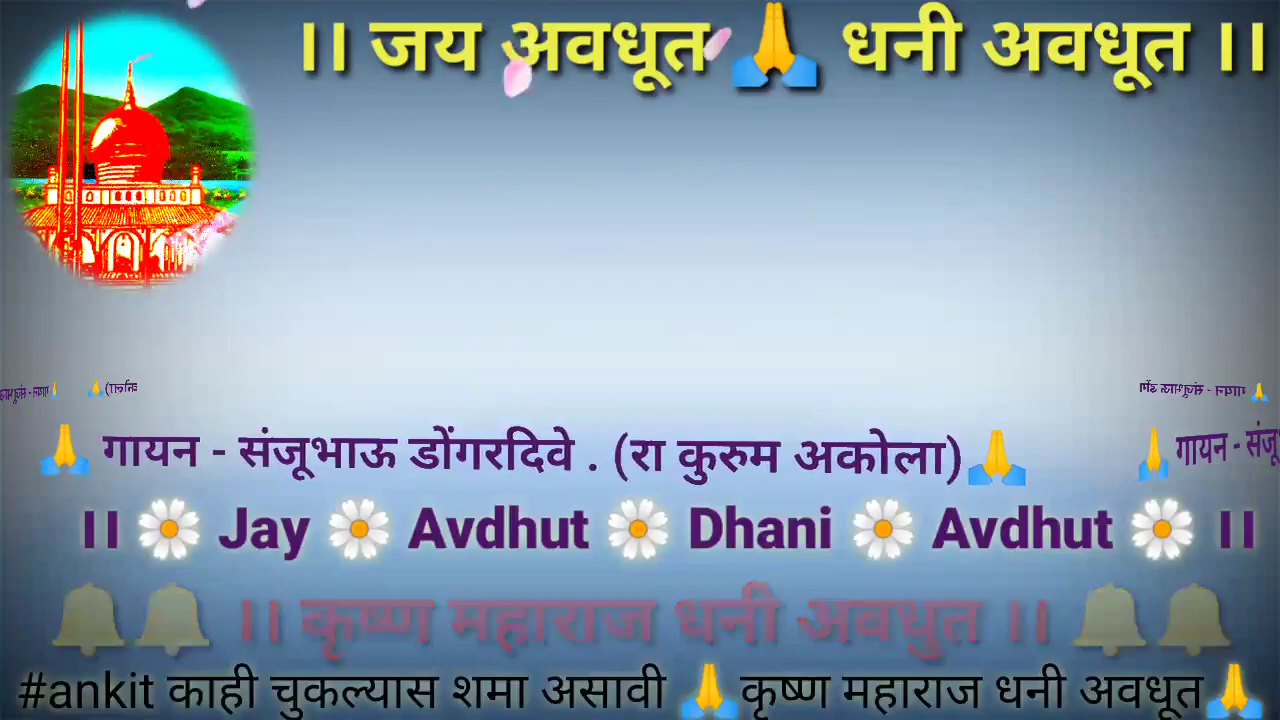 ।। जय अवधूत 🙏 धनी अवधूत ।।
🙏 गायन - संजूभाऊ डोंगरदिवे . (रा कुरुम अकोला)🙏 🙏 गायन - संजू
।। 🌼 Jay 🌼 Avdhut 🌼 Dhani 🌼 Avdhut 🌼 ।।
🔔🔔 ।। कृष्ण महाराज धनी अवधुत ।। 🔔🔔
#ankit काही चुकल्यास शमा असावी 🙏कृष्ण महाराज धनी अवधूत🙏